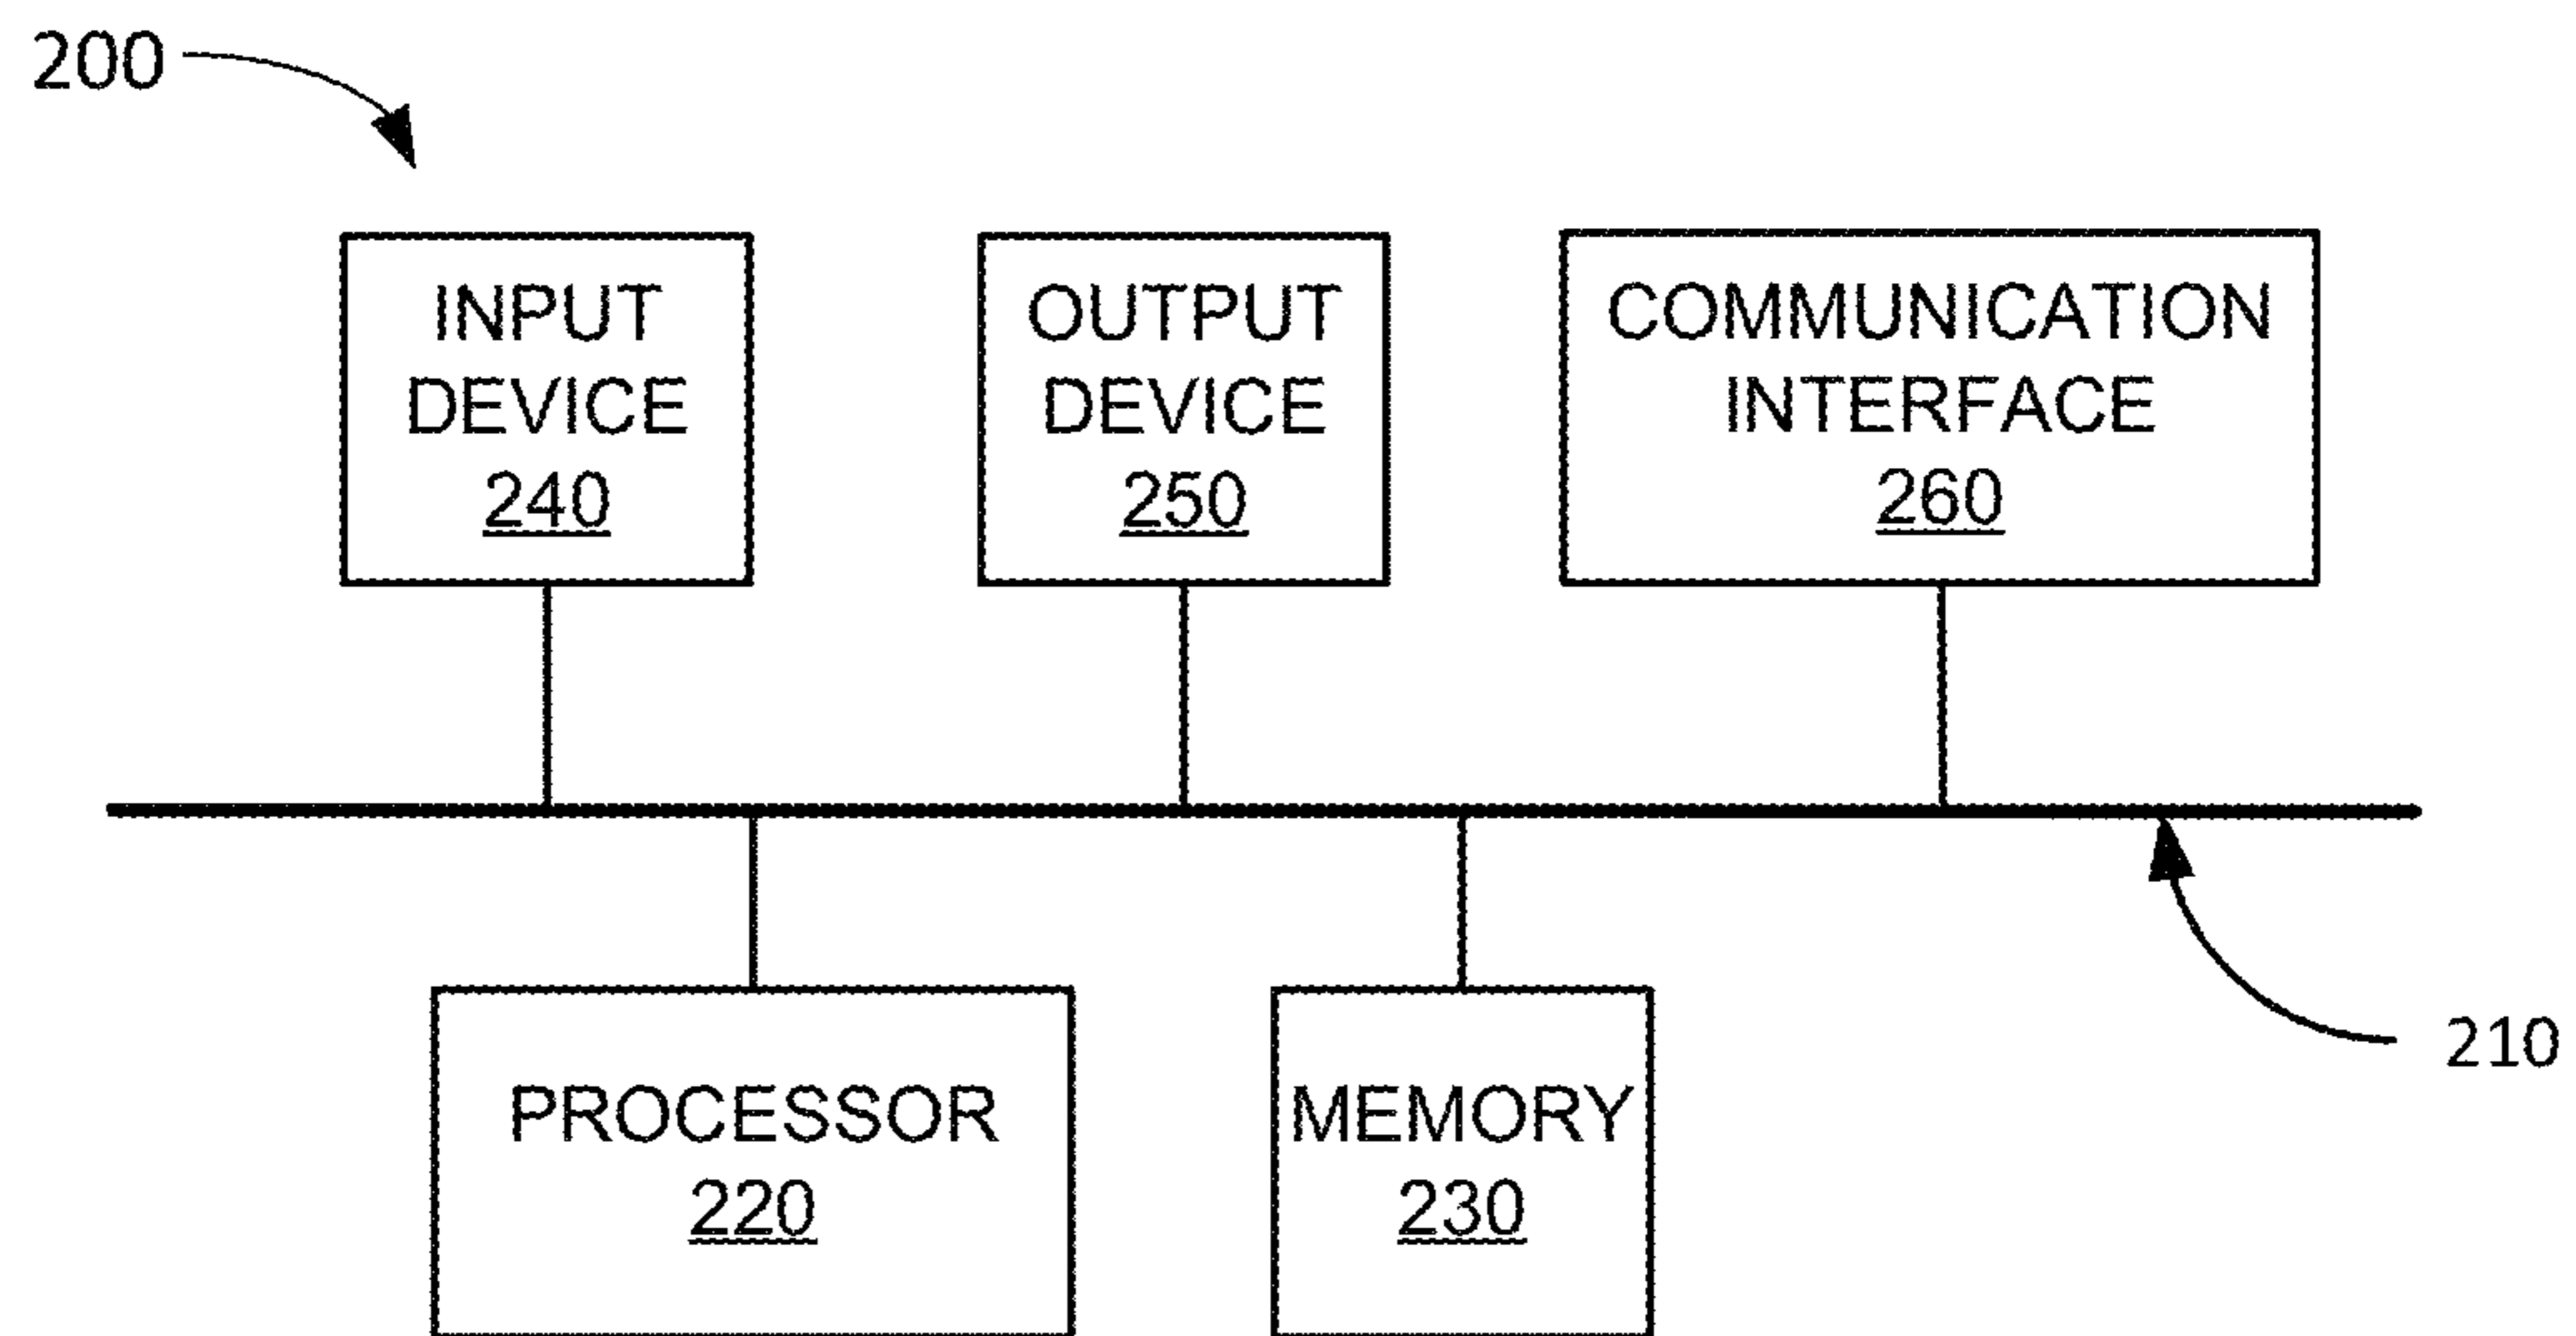 200
INPUT
DEVICE
240
OUTPUT
DEVICE
250
COMMUNICATION
INTERFACE
260
PROCESSOR
220
MEMORY
230
210